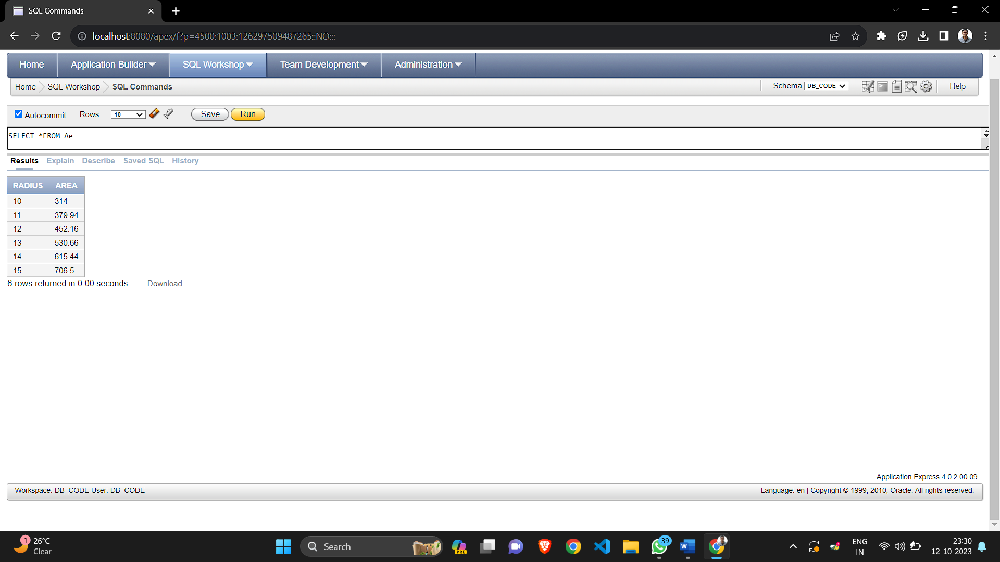 SQL Commands
localhost:8080/apex/f?p=4500:1003:126297509487265::NO:::
Home Application Builder SQL Workshop Team Development Administration
Home SQL Workshop SQL Commands Schema DB_CODE Help
Autocommit Rows 10 Save Run
SELECT *FROM Ae
Results Explain Describe Saved SQL History
RADIUS AREA
10 314
11 379.94
12 452.16
13 530.66
14 615.44
15 706.5
6 rows returned in 0.00 seconds Download
Application Express 4.0.2.00.09
Workspace: DB_CODE User: DB_CODE Language: en | Copyright © 1999, 2010, Oracle. All rights reserved.
1 26°C
Clear
Search
PRE
39
W
ENG
IN
23:30
12-10-2023